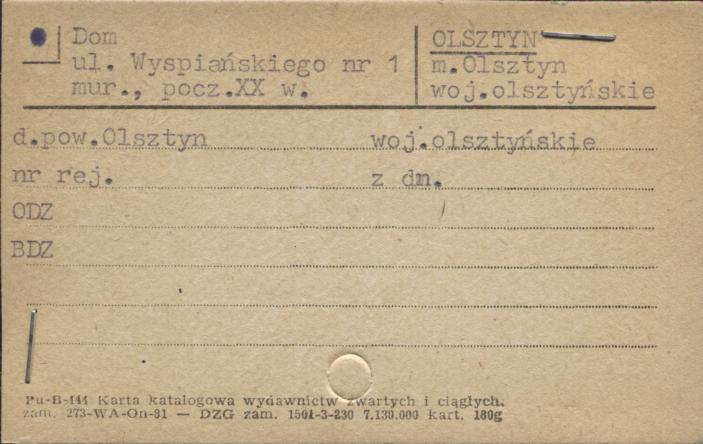 Dom
ul. Wyspiańskiego nr 1
mur., pocz.XX w.
OLSZTYN
m.Olsztyn
woj.olsztyńskie
d.pow.Olsztyn woj.olsztyńskie
nr rej. z dn.
ODZ
BDZ
Pu-B-144 Karta katalogowa wydawnictw zwartych i ciągłych.
zam. 273-WA-On-81 — DZG zam. 1501-3-230 7.130.000 kart. 180g